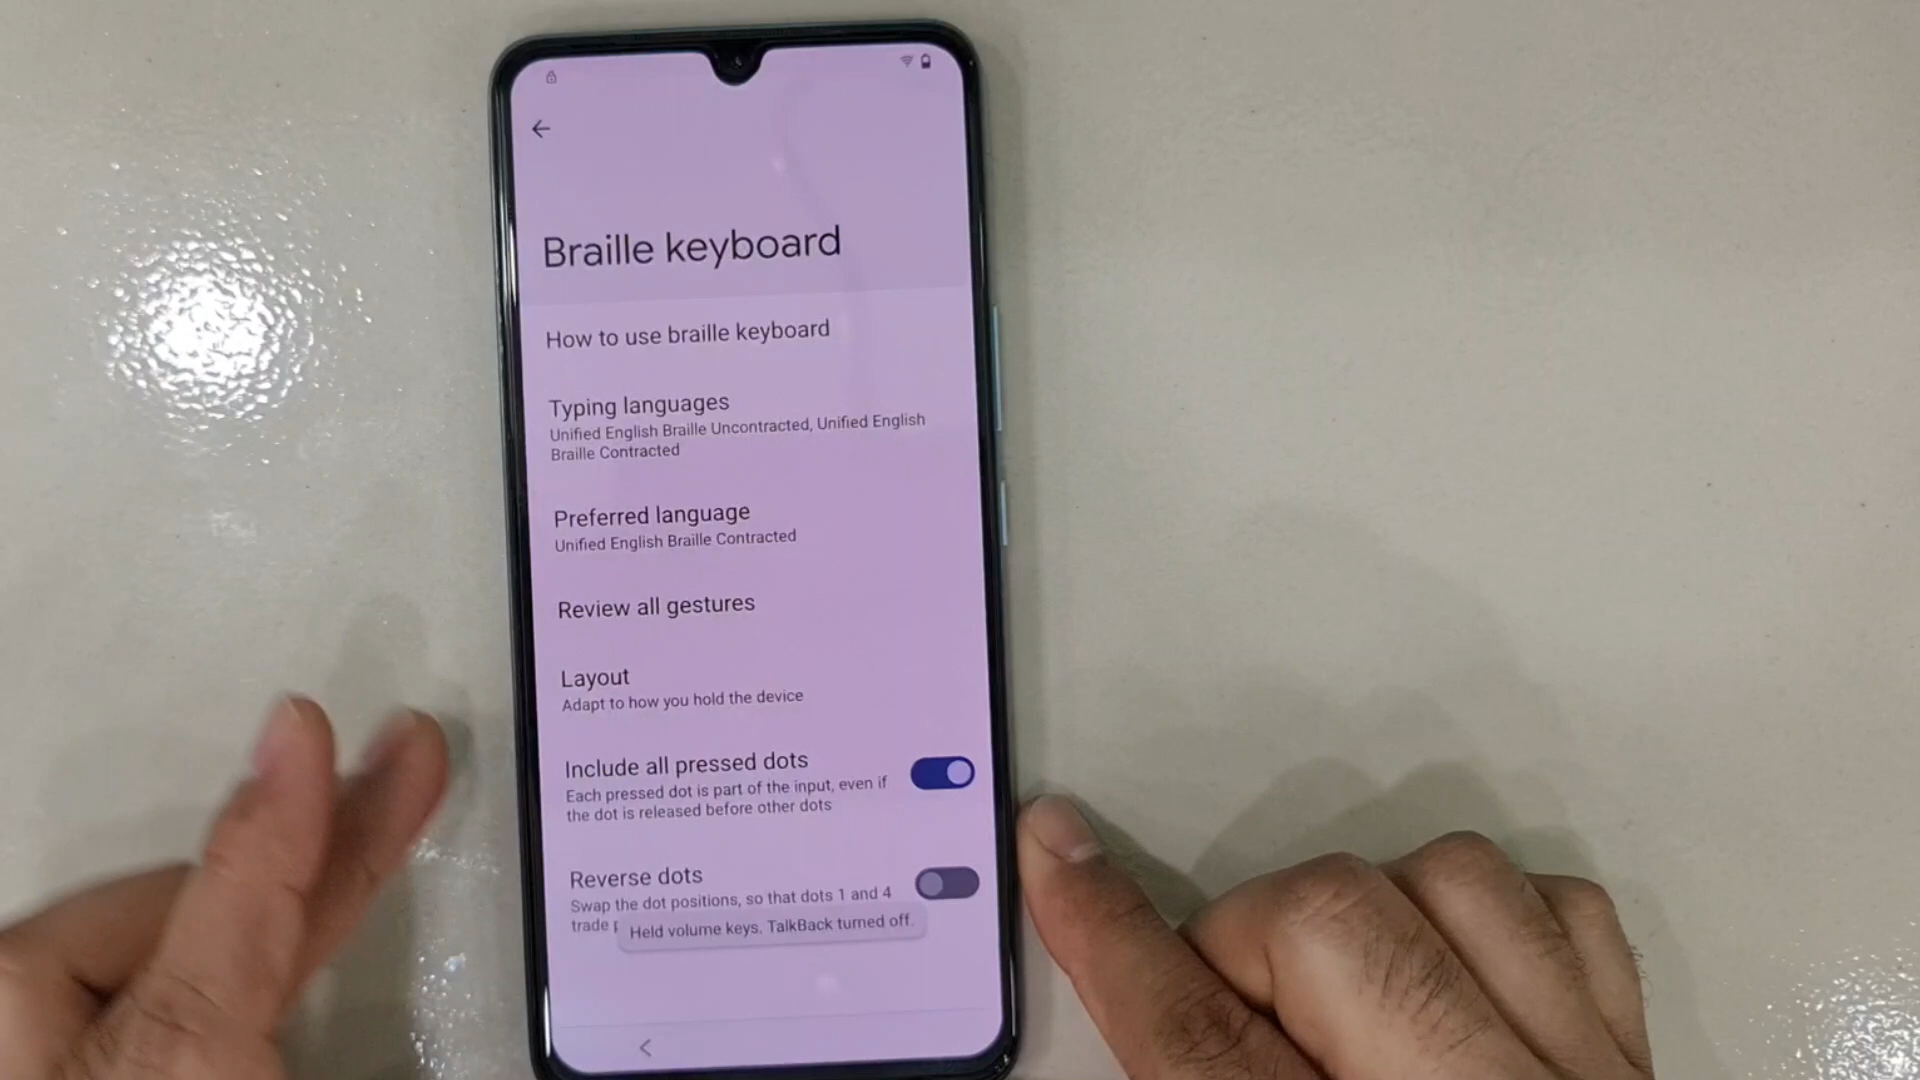 Braille keyboard
How to use braille keyboard
Typing languages
Unified English Braille Uncontracted, Unified English
Braille Contracted
Preferred language
Unified English Braille Contracted
Review all gestures
Layout
Adapt to how you hold the device
Include all pressed dots
Each pressed dot is part of the input, even if
the dot is released before other dots
Reverse dots
Swap the dot positions, so that dots 1 and 4
trade
Held volume keys. TalkBack turned off.